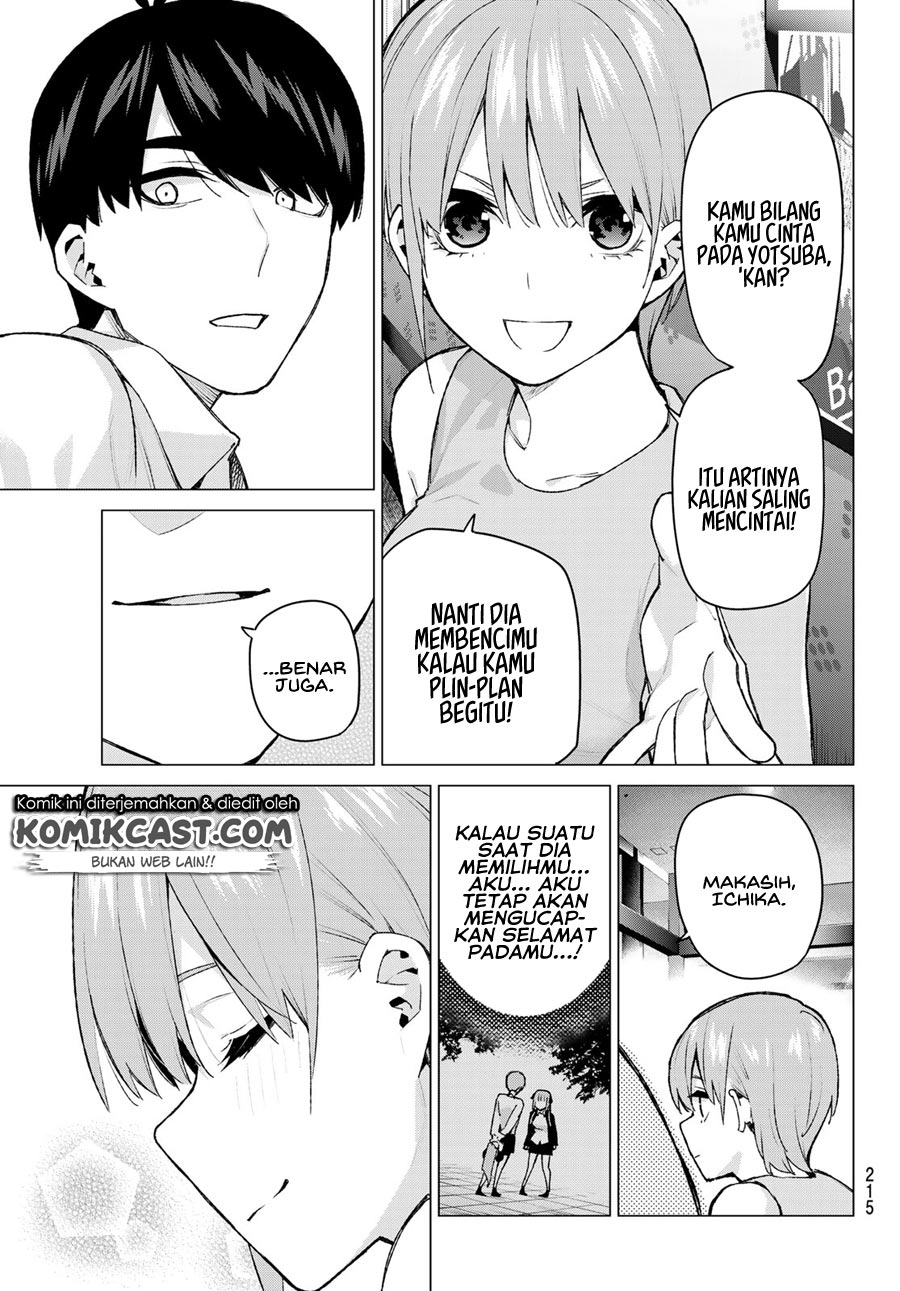 KAMU BILANG
KAMU CINTA
PADA YOTSUBA,
'KAN?
Ba
ITU ARTINYA
KALIAN SALING
MENCINTAI!
NANTI DIA
MEMBENCIMU
KALAU KAMU
PLIN-PLAN
BEGITU!
...BENAR
JUGA.
MAKASIH,
ICHIKA.
KALAU SUATU
SAAT DIA
MEMILIHMU...
AKU... AKU
TETAP AKAN
MENGUCAP-
KAN SELAMAT
PADAMU...!
Komik ini diterjemahkan & diedit oleh
KOMIKCAST.COM
BUKAN WEB LAIN!!
215